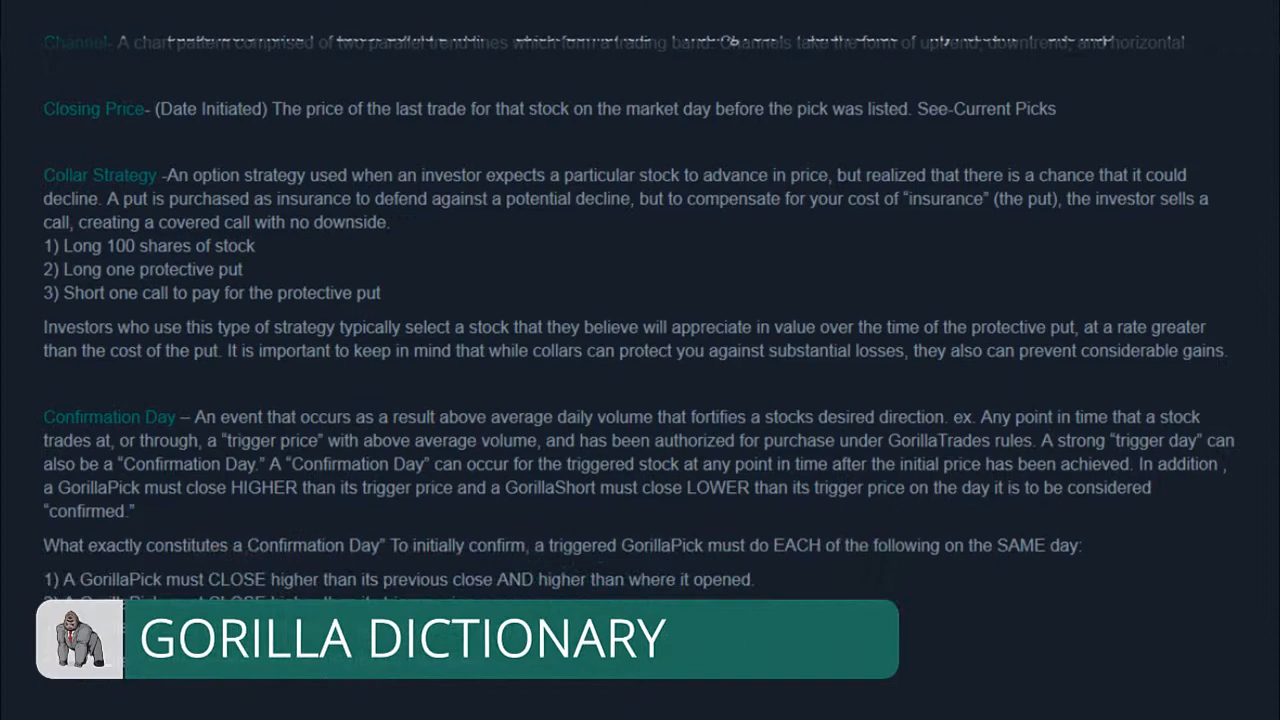 Channel- A chart pattern comprised of two parallel trend lines which form a trading band. Channels take the form of uptrend, downtrend, and horizontal
Closing Price- (Date Initiated) The price of the last trade for that stock on the market day before the pick was listed. See-Current Picks
Collar Strategy -An option strategy used when an investor expects a particular stock to advance in price, but realized that there is a chance that it could
decline. A put is purchased as insurance to defend against a potential decline, but to compensate for your cost of “insurance” (the put), the investor sells a
call, creating a covered call with no downside.
1) Long 100 shares of stock
2) Long one protective put
3) Short one call to pay for the protective put
Investors who use this type of strategy typically select a stock that they believe will appreciate in value over the time of the protective put, at a rate greater
than the cost of the put. It is important to keep in mind that while collars can protect you against substantial losses, they also can prevent considerable gains.
Confirmation Day – An event that occurs as a result above average daily volume that fortifies a stocks desired direction. ex. Any point in time that a stock
trades at, or through, a “trigger price” with above average volume, and has been authorized for purchase under GorillaTrades rules. A strong “trigger day” can
also be a “Confirmation Day.” A “Confirmation Day” can occur for the triggered stock at any point in time after the initial price has been achieved. In addition ,
a GorillaPick must close HIGHER than its trigger price and a GorillaShort must close LOWER than its trigger price on the day it is to be considered
“confirmed.”
What exactly constitutes a Confirmation Day” To initially confirm, a triggered GorillaPick must do EACH of the following on the SAME day:
1) A GorillaPick must CLOSE higher than its previous close AND higher than where it opened.
GORILLA DICTIONARY